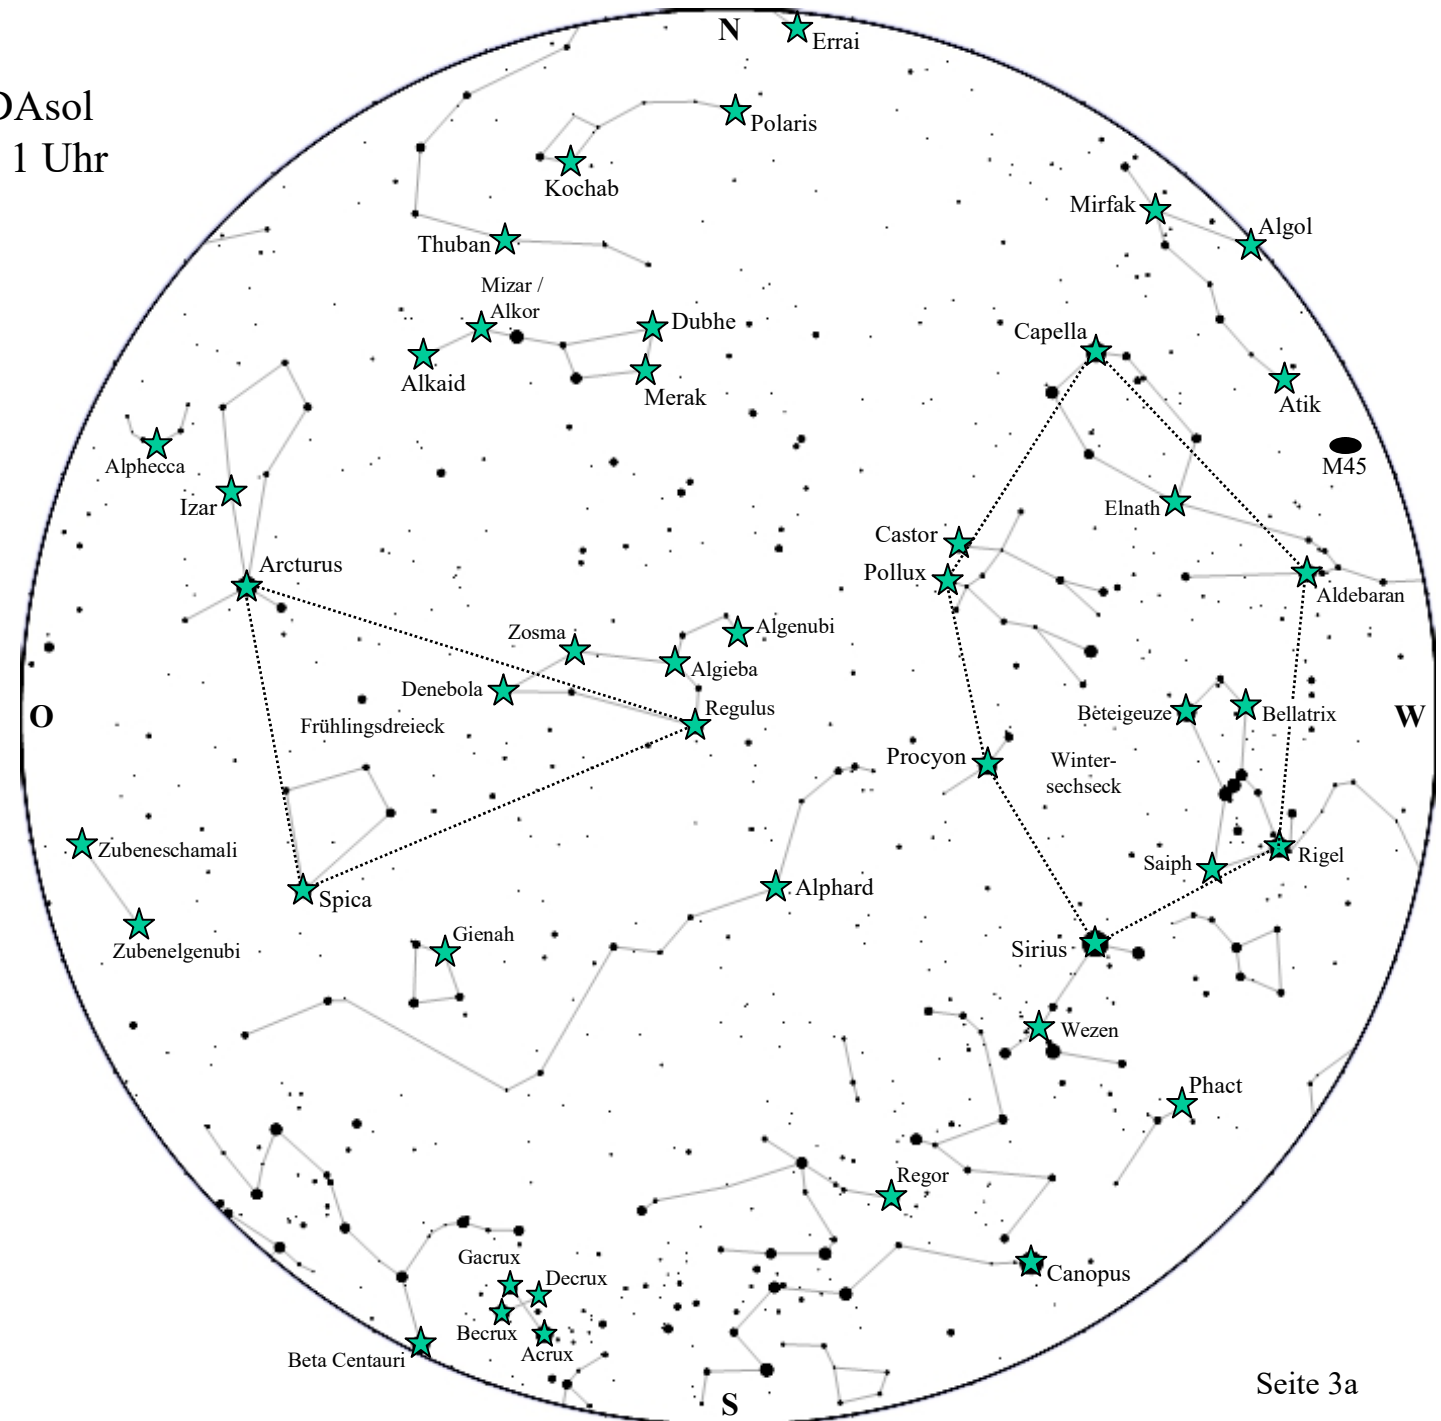 N
Errai
DAsol
1 Uhr
Polaris
Kochab
Mirfak
Algol
Thuban
Mizar /
Alkor
Dubhe
Capella
Alkaid
Merak
Atik
Alphecca
M45
Izar
Elnath
Castor
Arcturus
Pollux
Aldebaran
Zosma
Algenubi
Algieba
Denebola
Regulus
Beteigeuze
Bellatrix
O
W
Frühlingsdreieck
Procyon
Winter-
sechseck
Zubeneschamali
Saiph
Rigel
Spica
Alphard
Gienah
Zubenelgenubi
Sirius
Wezen
Phact
Regor
Gacrux
Decrux
Canopus
Becrux
Acrux
Beta Centauri
Seite 3a
S